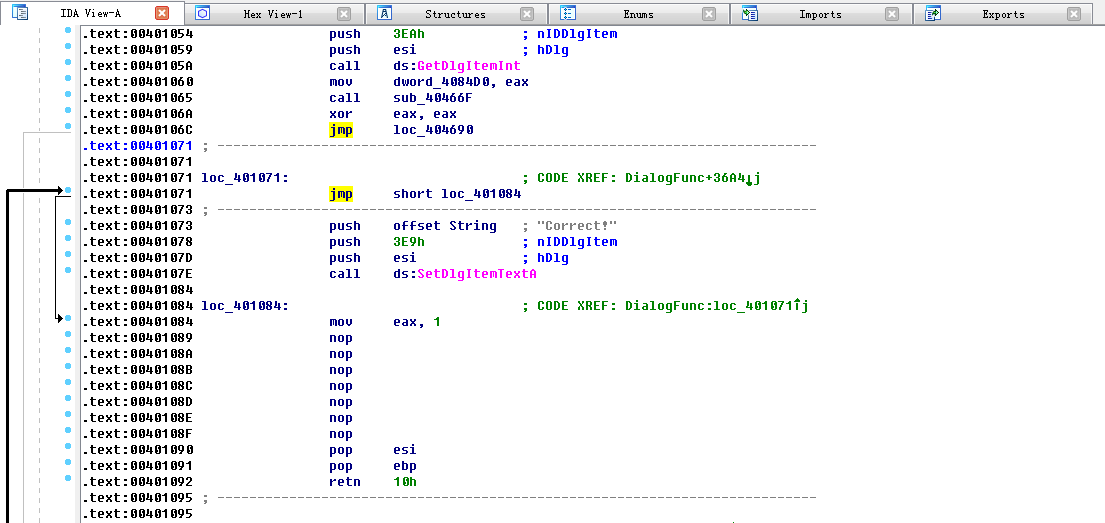 IDA View-A Hex View-1 Structures Enums Imports Exports
.text:00401054 push 3EAh ; nIDDlgItem
.text:00401059 push esi ; hDlg
.text:0040105A call ds:GetDlgItemInt
.text:00401060 mov dword_4084D0, eax
.text:00401065 call sub_40466F
.text:0040106A xor eax, eax
.text:0040106C jmp loc_404690
.text:00401071 ; ---------------------------------------------------------------------------
.text:00401071
.text:00401071 loc_401071: ; CODE XREF: DialogFunc+36A4↓j
.text:00401071 jmp short loc_401084
.text:00401073 ; ---------------------------------------------------------------------------
.text:00401073 push offset String ; "Correct!"
.text:00401078 push 3E9h ; nIDDlgItem
.text:0040107D push esi ; hDlg
.text:0040107E call ds:SetDlgItemTextA
.text:00401084
.text:00401084 loc_401084: ; CODE XREF: DialogFunc:loc_401071↑j
.text:00401084 mov eax, 1
.text:00401089 nop
.text:0040108A nop
.text:0040108B nop
.text:0040108C nop
.text:0040108D nop
.text:0040108E nop
.text:0040108F nop
.text:00401090 pop esi
.text:00401091 pop ebp
.text:00401092 retn 10h
.text:00401095 ; ---------------------------------------------------------------------------
.text:00401095